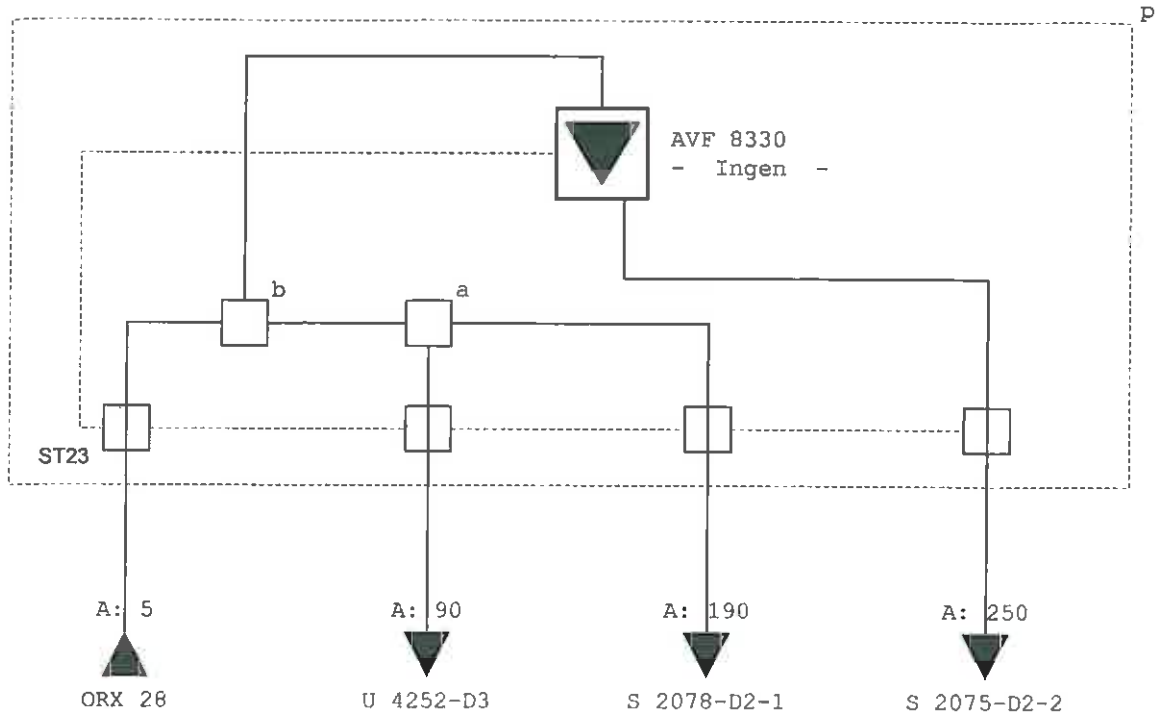 P
AVF 8330
- Ingen -
b
a
ST23
A: 5
A: 90
A: 190
A: 250
ORX 28
U 4252-D3
S 2078-D2-1
S 2075-D2-2